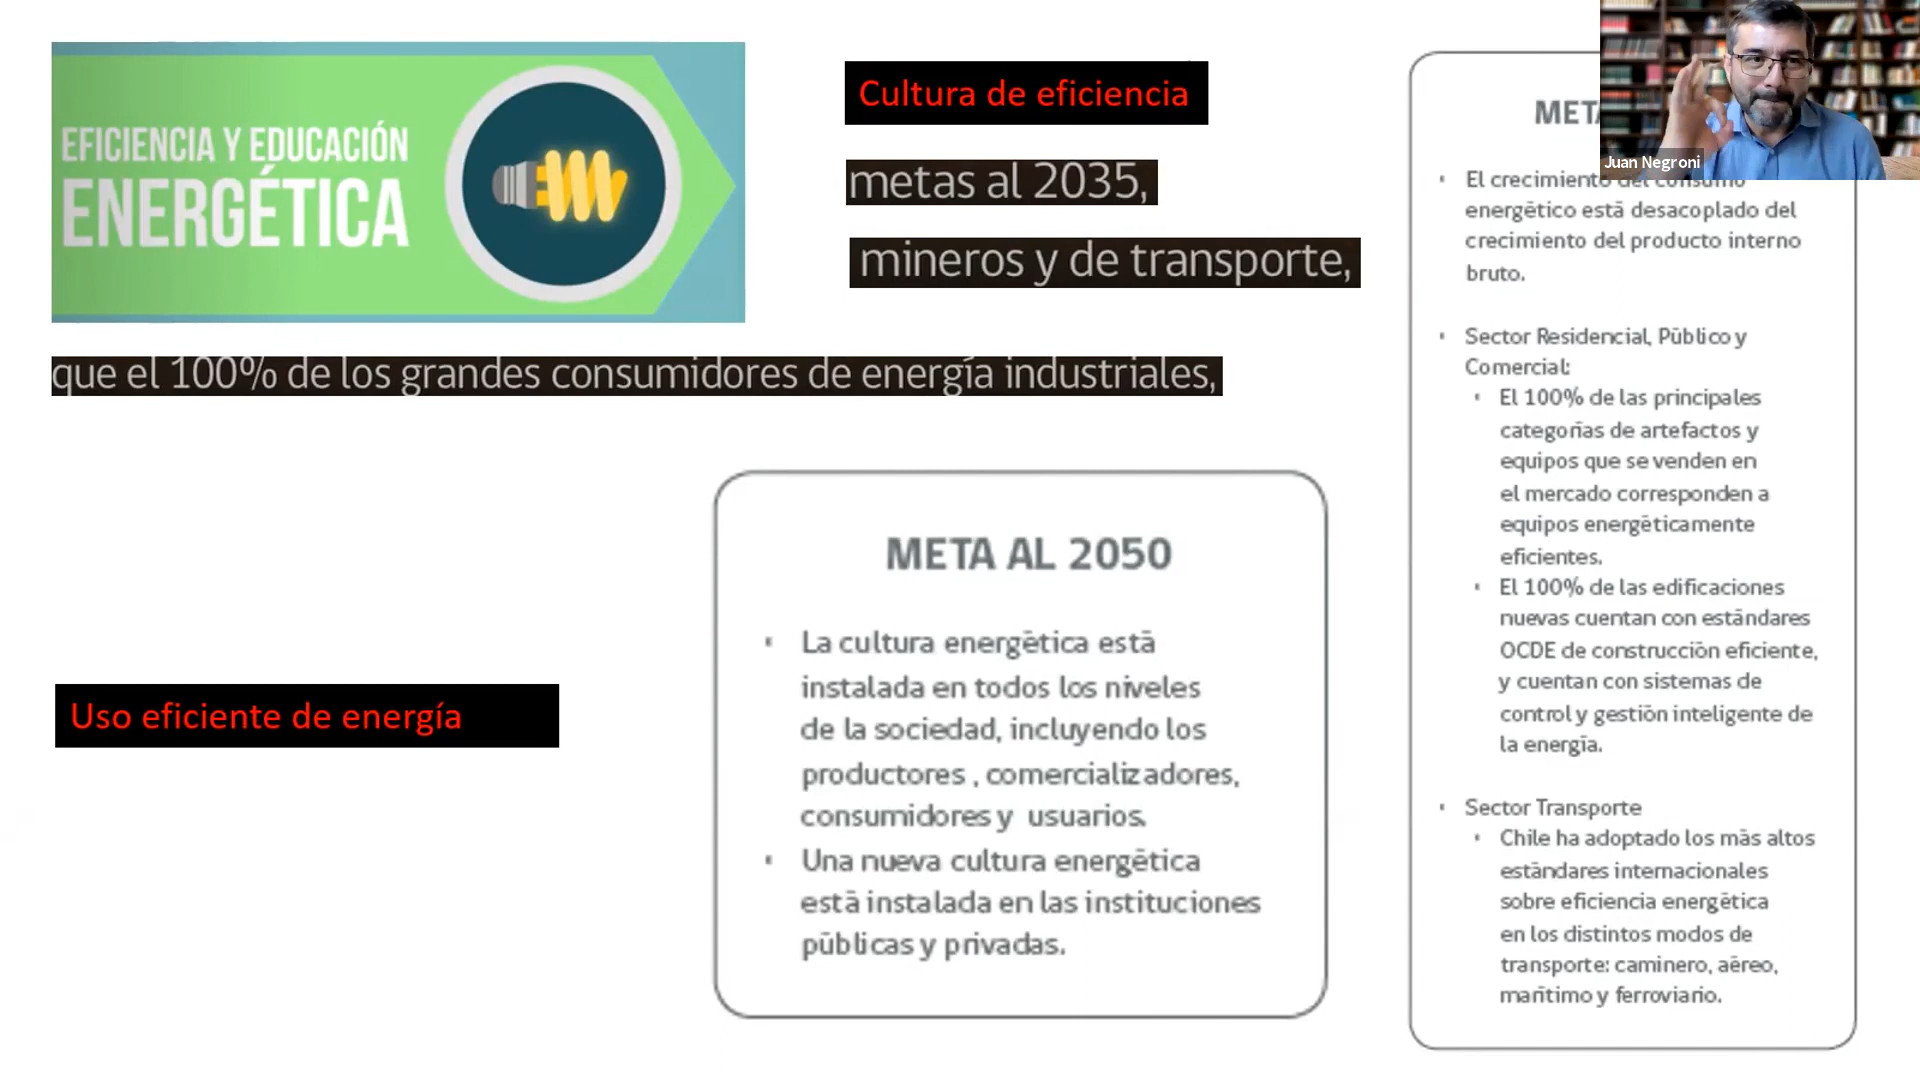 EFICIENCIA Y EDUCACIÓN
ENERGÉTICA
Cultura de eficiencia
metas al 2035,
mineros y de transporte,
que el 100% de los grandes consumidores de energía industriales,
Uso eficiente de energía
META AL 2050
La cultura energética está
instalada en todos los niveles
de la sociedad, incluyendo los
productores , comercializadores,
consumidores y usuarios.
Una nueva cultura energética
está instalada en las instituciones
públicas y privadas.
Juan Negroni
El crecimiento del consumo
energético está desacoplado del
crecimiento del producto interno
bruto.
Sector Residencial, Público y
Comercial:
El 100% de las principales
categorías de artefactos y
equipos que se venden en
el mercado corresponden a
equipos energéticamente
eficientes.
El 100% de las edificaciones
nuevas cuentan con estándares
OCDE de construcción eficiente,
y cuentan con sistemas de
control y gestión inteligente de
la energía.
Sector Transporte
Chile ha adoptado los más altos
estándares internacionales
sobre eficiencia energética
en los distintos modos de
transporte: caminero, aéreo,
marítimo y ferroviario.